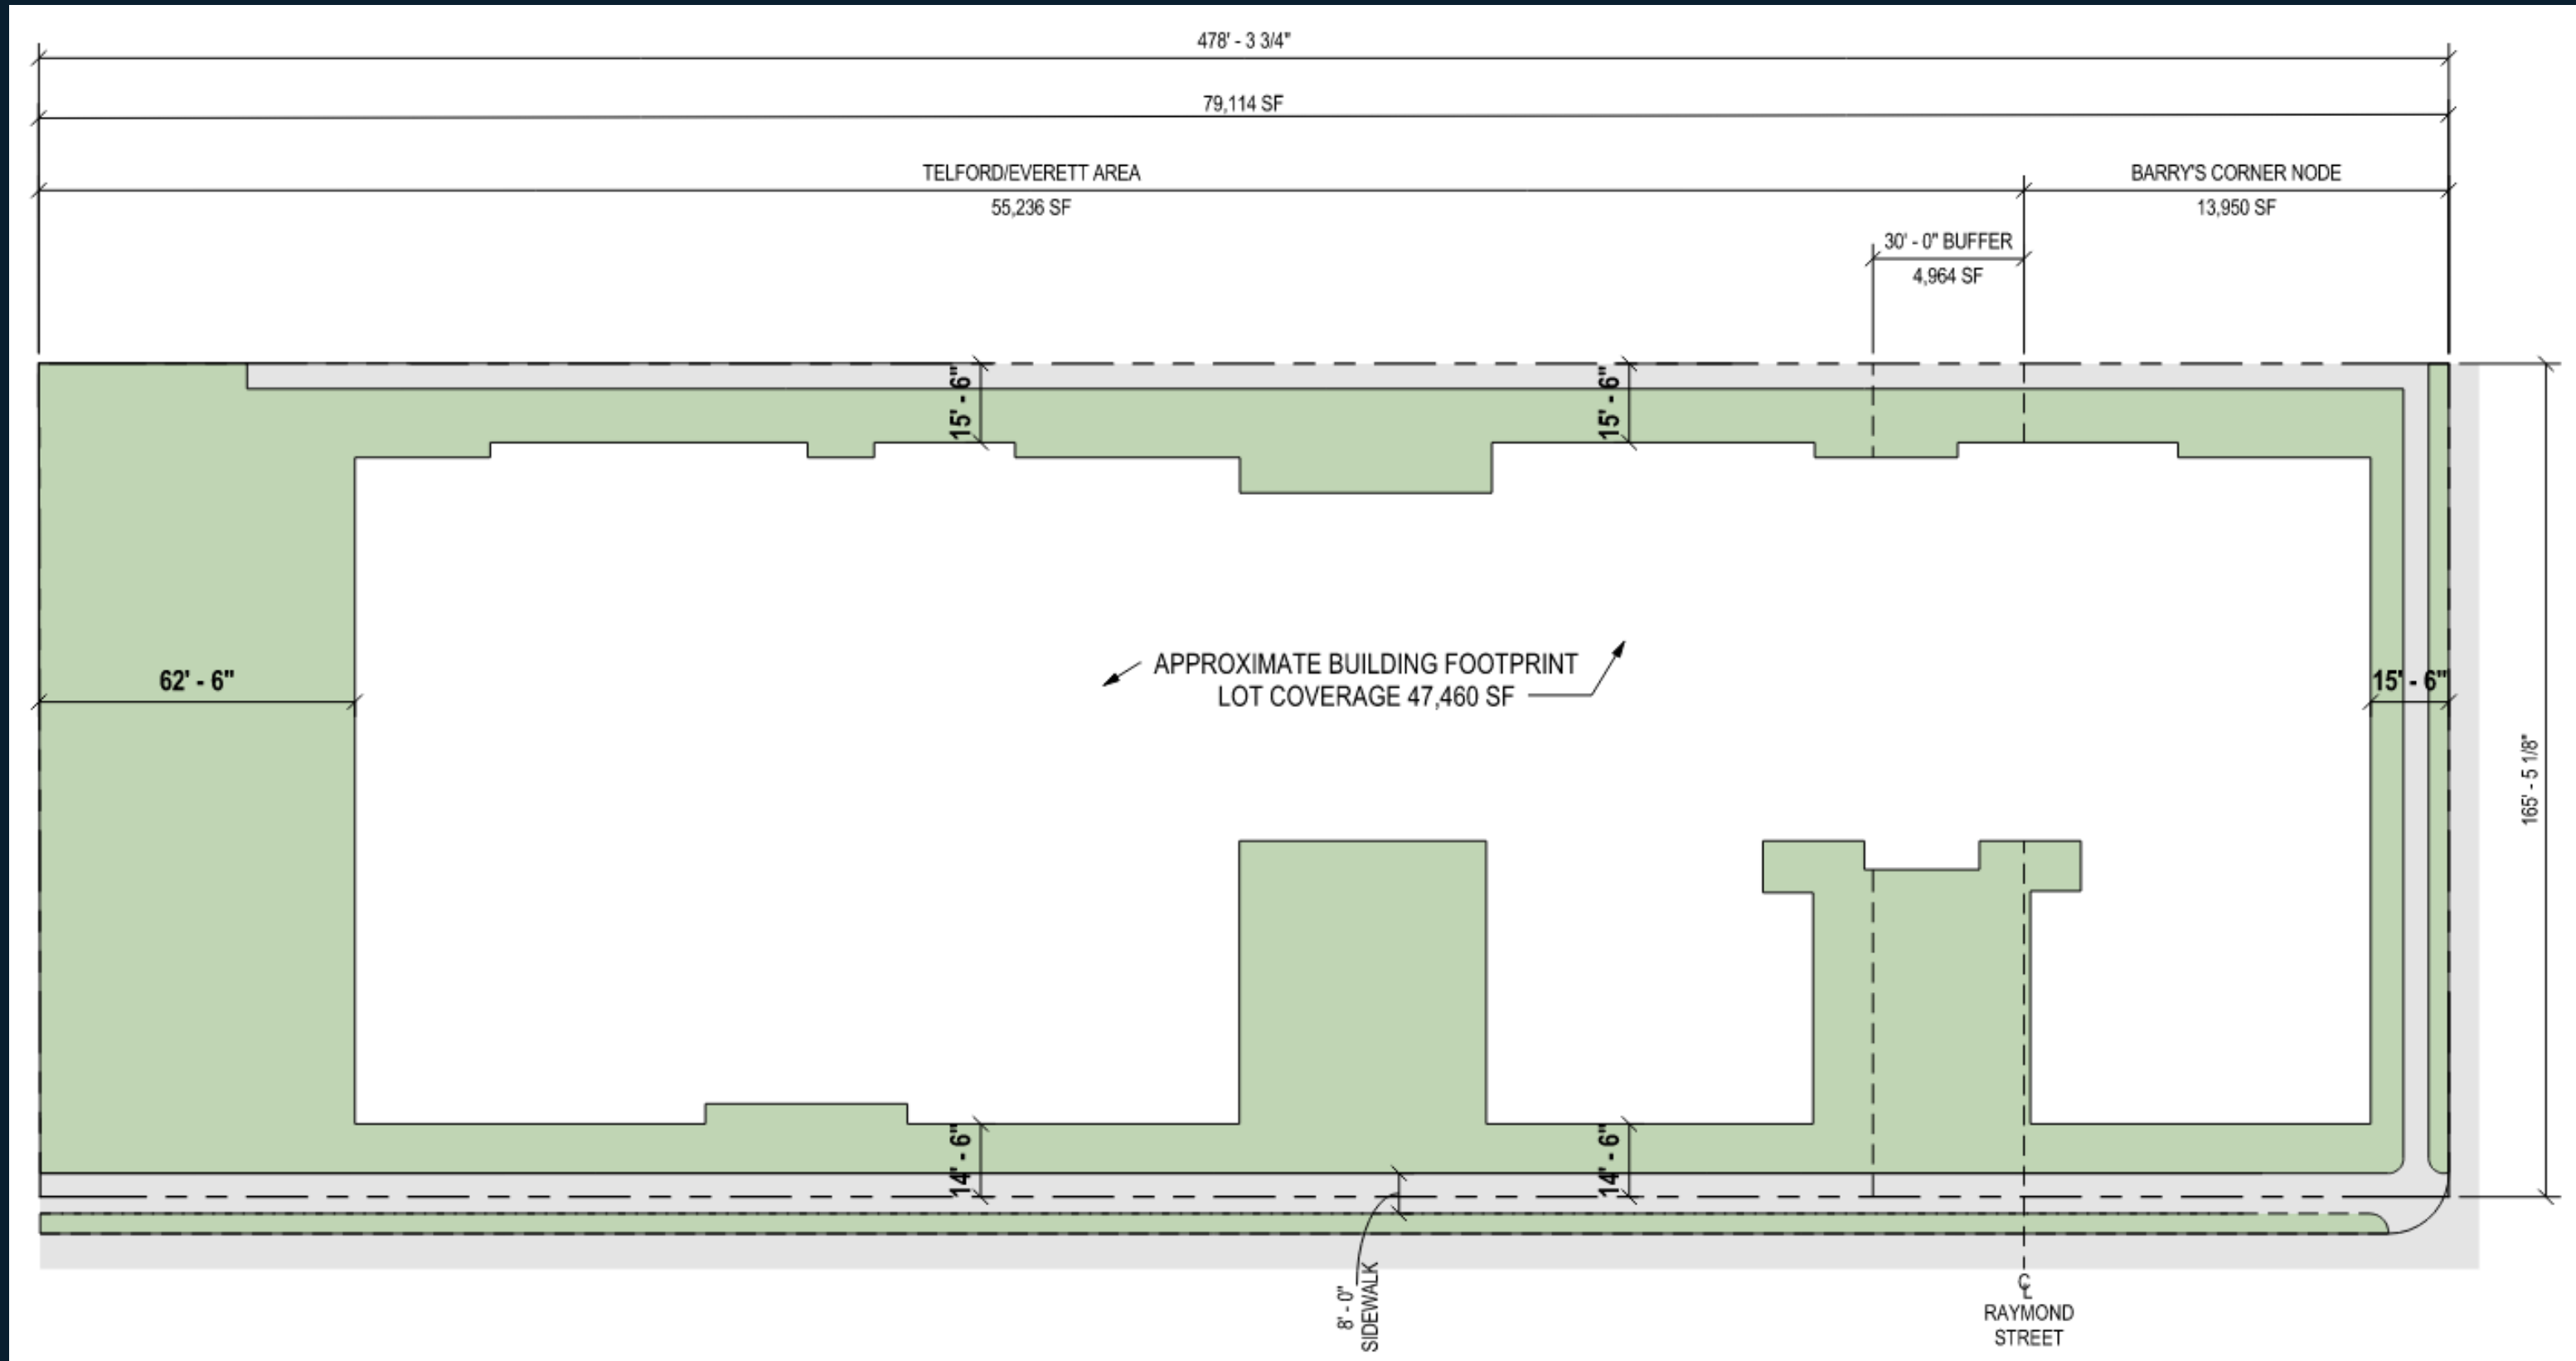 478' - 3 3/4"
79,114 SF
TELFORD/EVERETT AREA
55,236 SF
BARRY'S CORNER NODE
13,950 SF
30' - 0" BUFFER
4,964 SF
15' - 6"
15' - 6"
APPROXIMATE BUILDING FOOTPRINT
LOT COVERAGE 47,460 SF
62' - 6"
15' - 6"
165' - 5 1/8"
14' - 6"
14' - 6"
8' - 0"
SIDEWALK
℄
RAYMOND
STREET